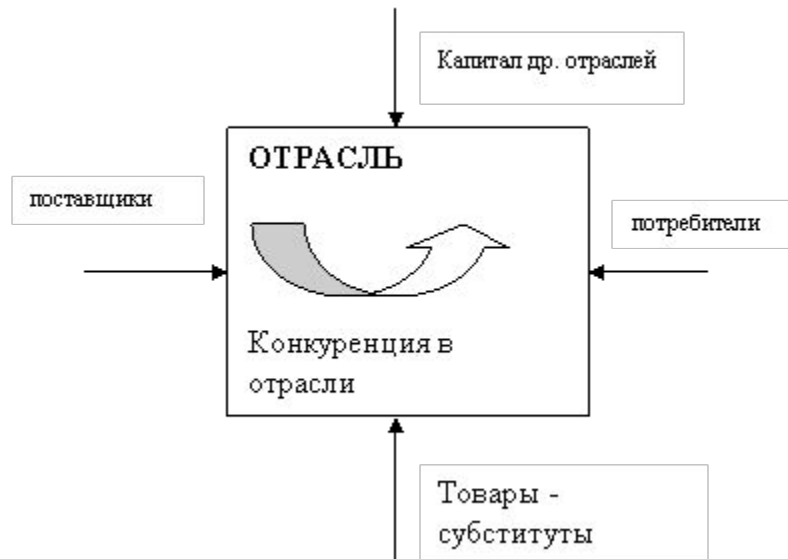 Капитал др. отраслей
ОТРАСЛЬ
поставщики
потребители
Конкуренция в
отрасли
Товары -
субституты